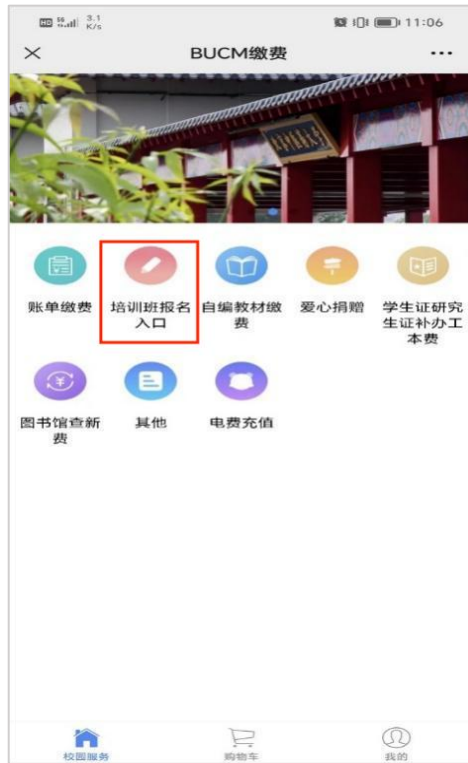 HD 5G 3.1 K/s 11:06
BUCM缴费
账单缴费
培训班报名
入口
自编教材缴
费
爱心捐赠
学生证研究
生证补办工
本费
图书馆查新
费
其他
电费充值
校园服务
购物车
我的